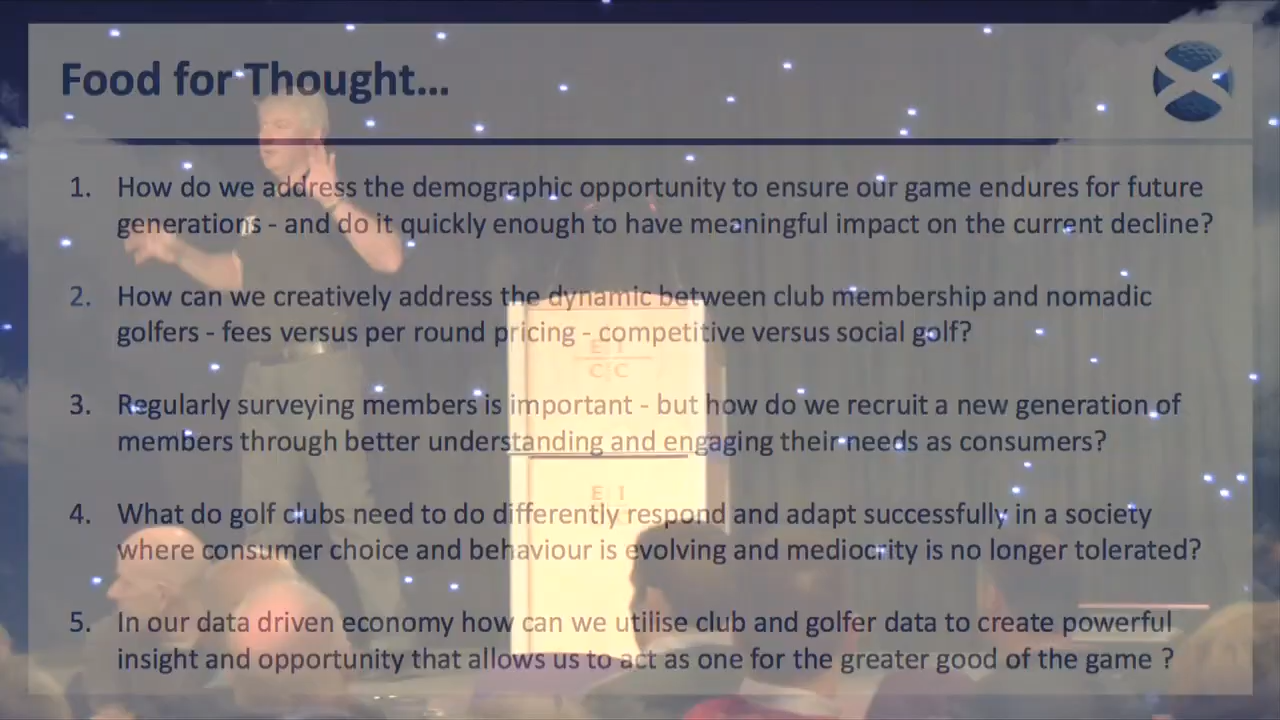 Food for Thought...
1. How do we address the demographic opportunity to ensure our game endures for future
generations - and do it quickly enough to have meaningful impact on the current decline?
2. How can we creatively address the dynamic between club membership and nomadic
golfers - fees versus per round pricing - competitive versus social golf?
E I
C C
3. Regularly surveying members is important - but how do we recruit a new generation of
members through better understanding and engaging their needs as consumers?
E I
4. What do golf clubs need to do differently respond and adapt successfully in a society
where consumer choice and behaviour is evolving and mediocrity is no longer tolerated?
5. In our data driven economy how can we utilise club and golfer data to create powerful
insight and opportunity that allows us to act as one for the greater good of the game ?